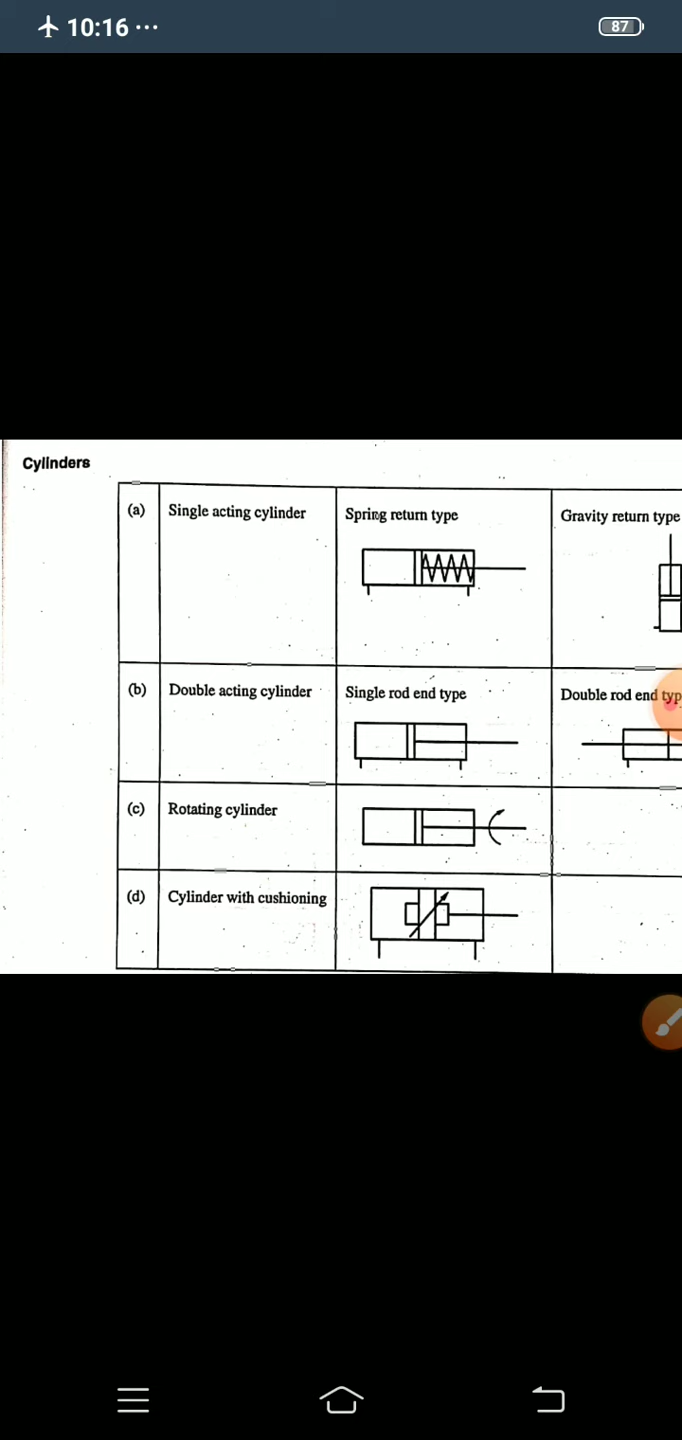 10:16 ...
87
Cylinders
(a) Single acting cylinder Spring return type Gravity return type
(b) Double acting cylinder Single rod end type Double rod end typ
(c) Rotating cylinder
(d) Cylinder with cushioning